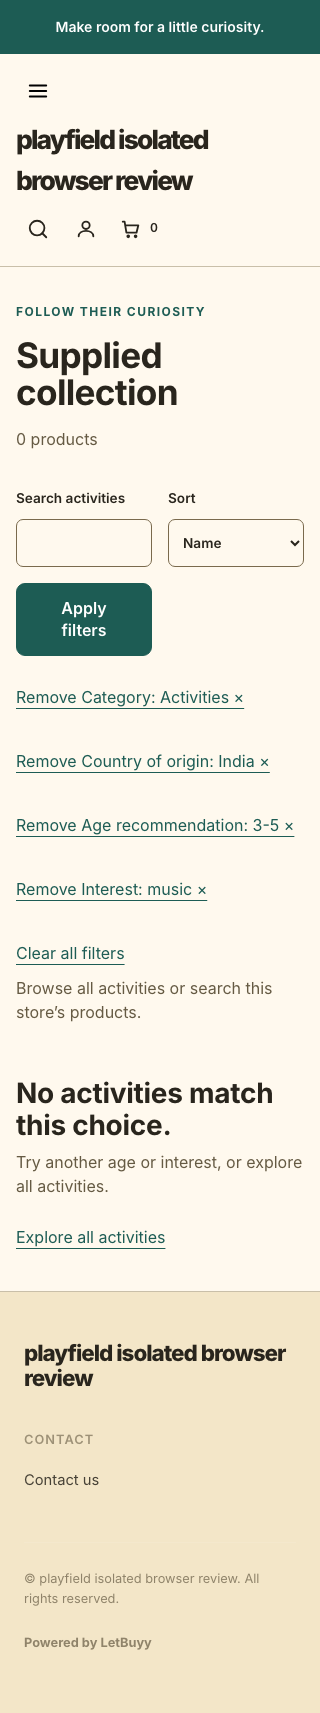 Make room for a little curiosity.
playfield isolated
browser review
0
FOLLOW THEIR CURIOSITY
Supplied
collection
0 products
Search activities
Sort
Name
Apply
filters
Remove Category: Activities ×
Remove Country of origin: India ×
Remove Age recommendation: 3-5 ×
Remove Interest: music ×
Clear all filters
Browse all activities or search this
store’s products.
No activities match
this choice.
Try another age or interest, or explore
all activities.
Explore all activities
playfield isolated browser
review
CONTACT
Contact us
© playfield isolated browser review. All
rights reserved.
Powered by LetBuyy